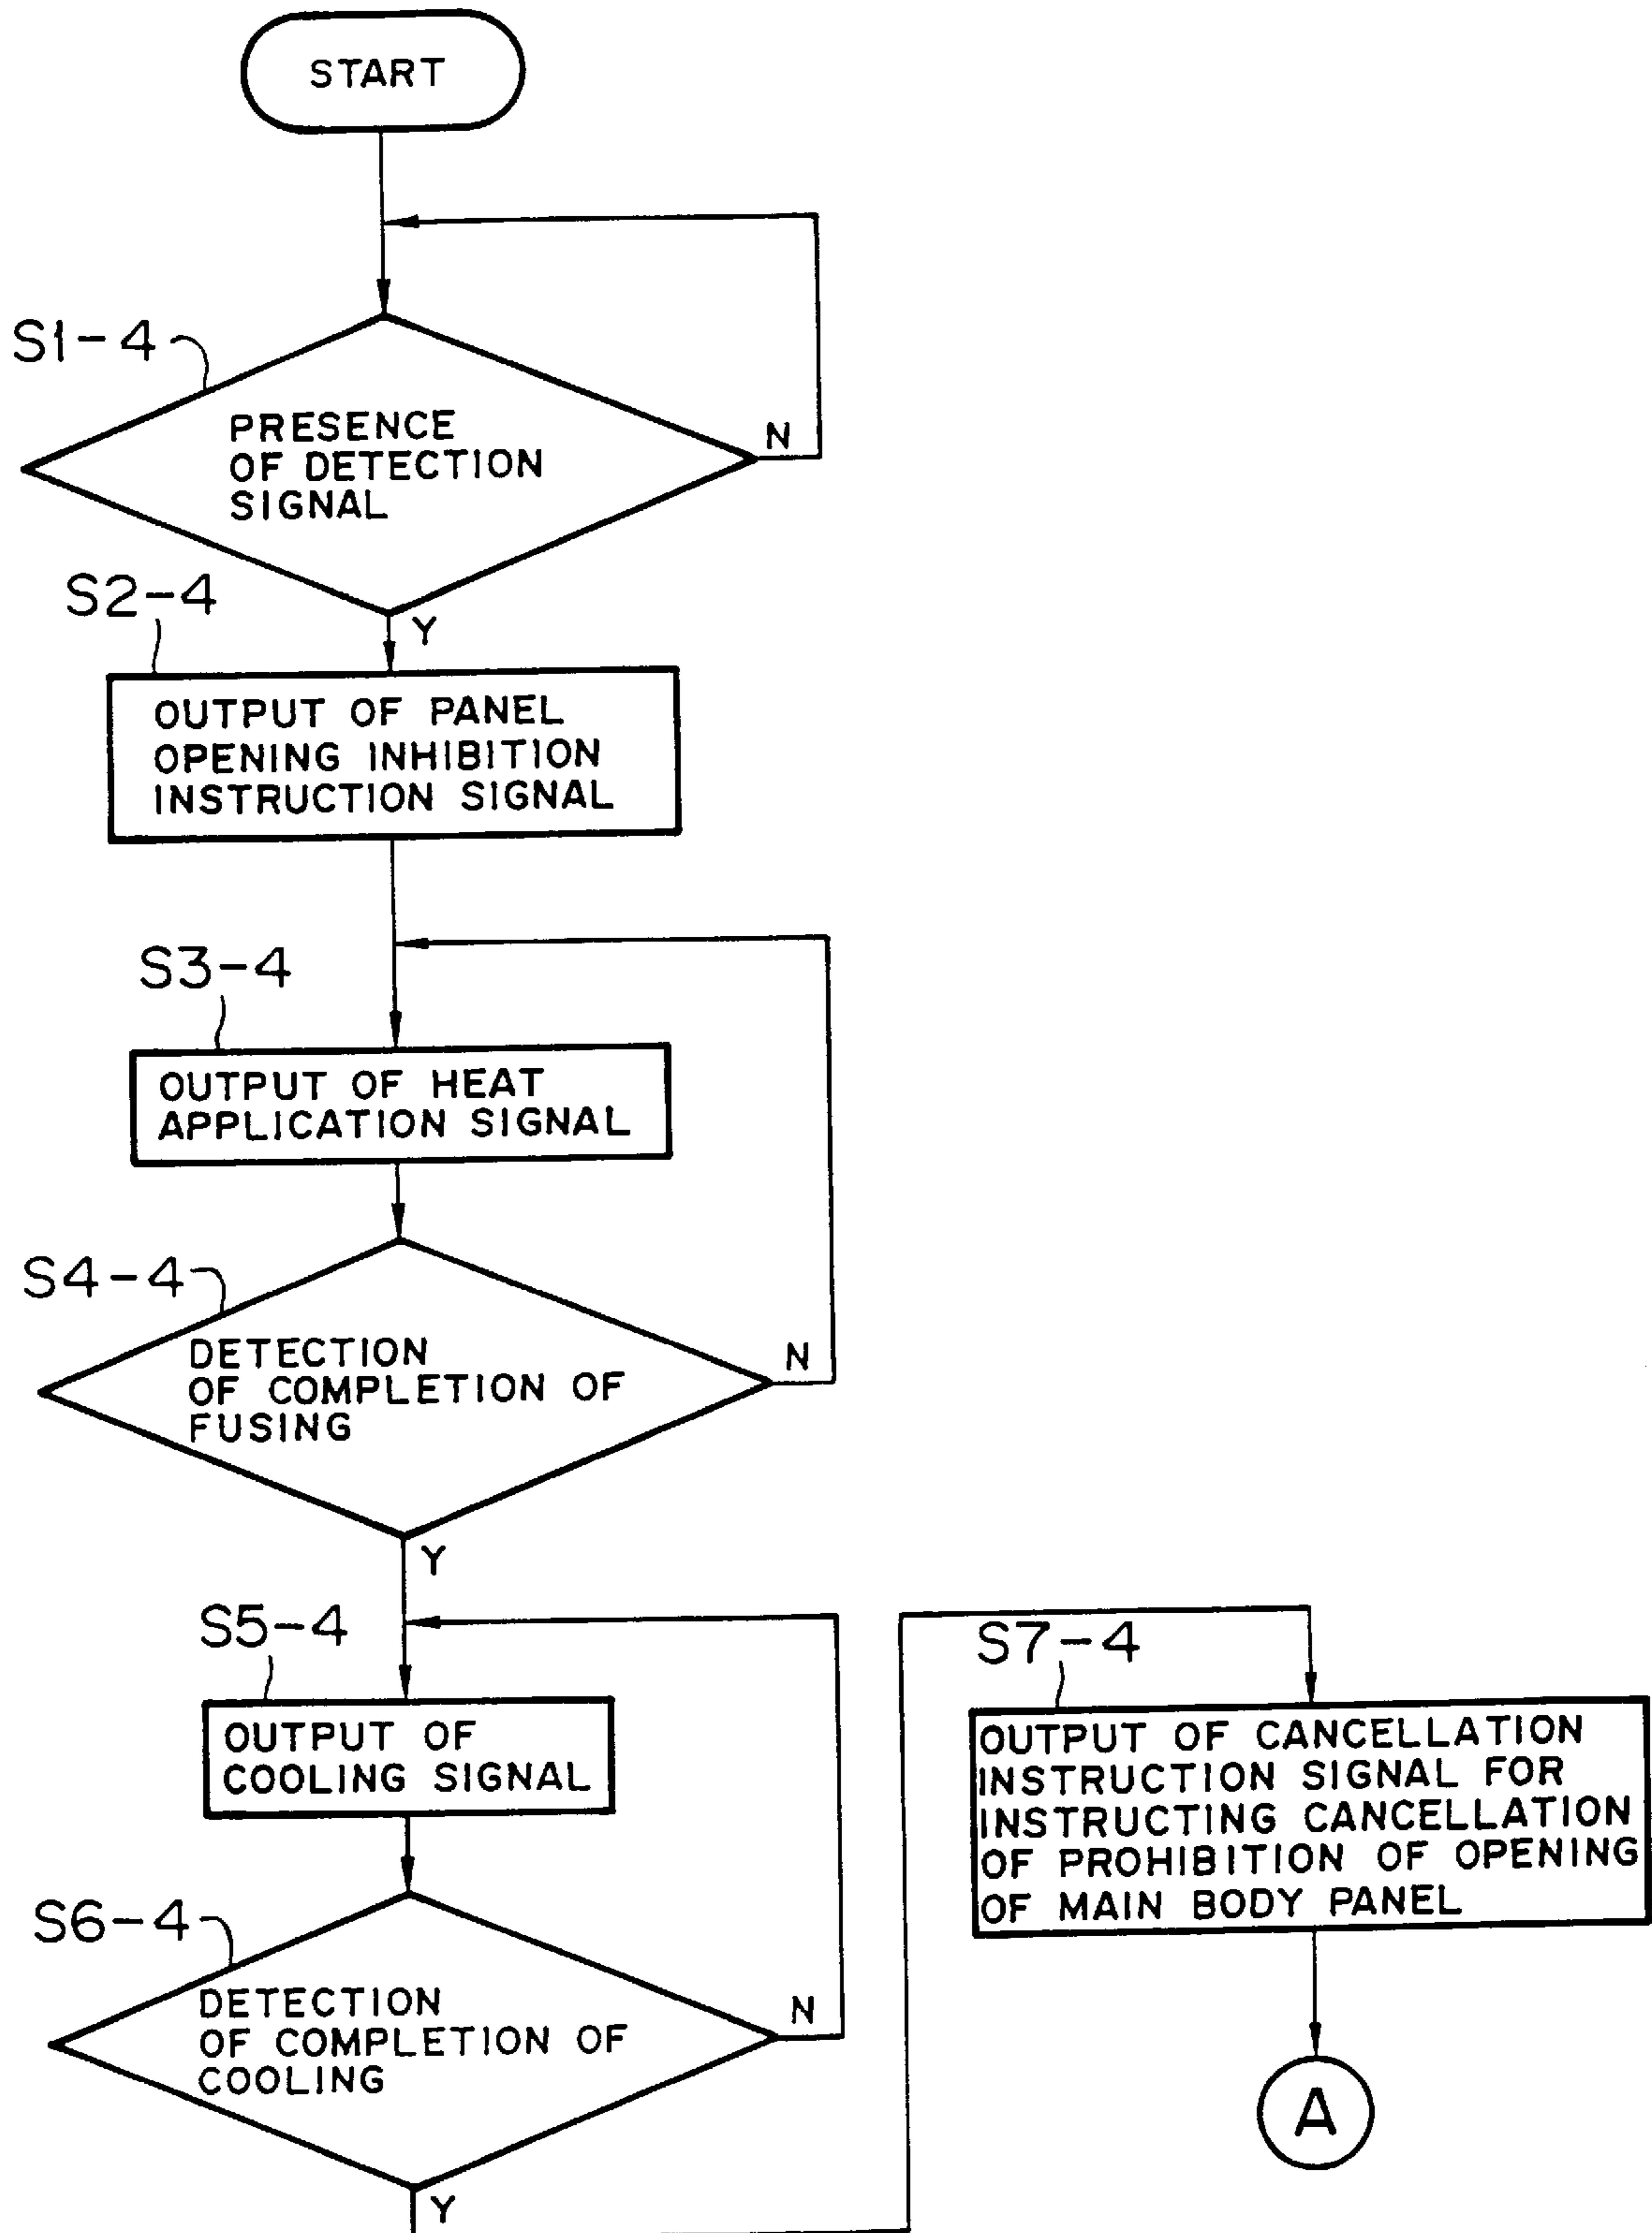 START
S1-4
PRESENCE
OF DETECTION
SIGNAL
N
Y
S2-4
OUTPUT OF PANEL
OPENING INHIBITION
INSTRUCTION SIGNAL
S3-4
OUTPUT OF HEAT
APPLICATION SIGNAL
S4-4
DETECTION
OF COMPLETION OF
FUSING
N
Y
S5-4
OUTPUT OF
COOLING SIGNAL
S6-4
DETECTION
OF COMPLETION OF
COOLING
N
Y
S7-4
OUTPUT OF CANCELLATION
INSTRUCTION SIGNAL FOR
INSTRUCTING CANCELLATION
OF PROHIBITION OF OPENING
OF MAIN BODY PANEL
A